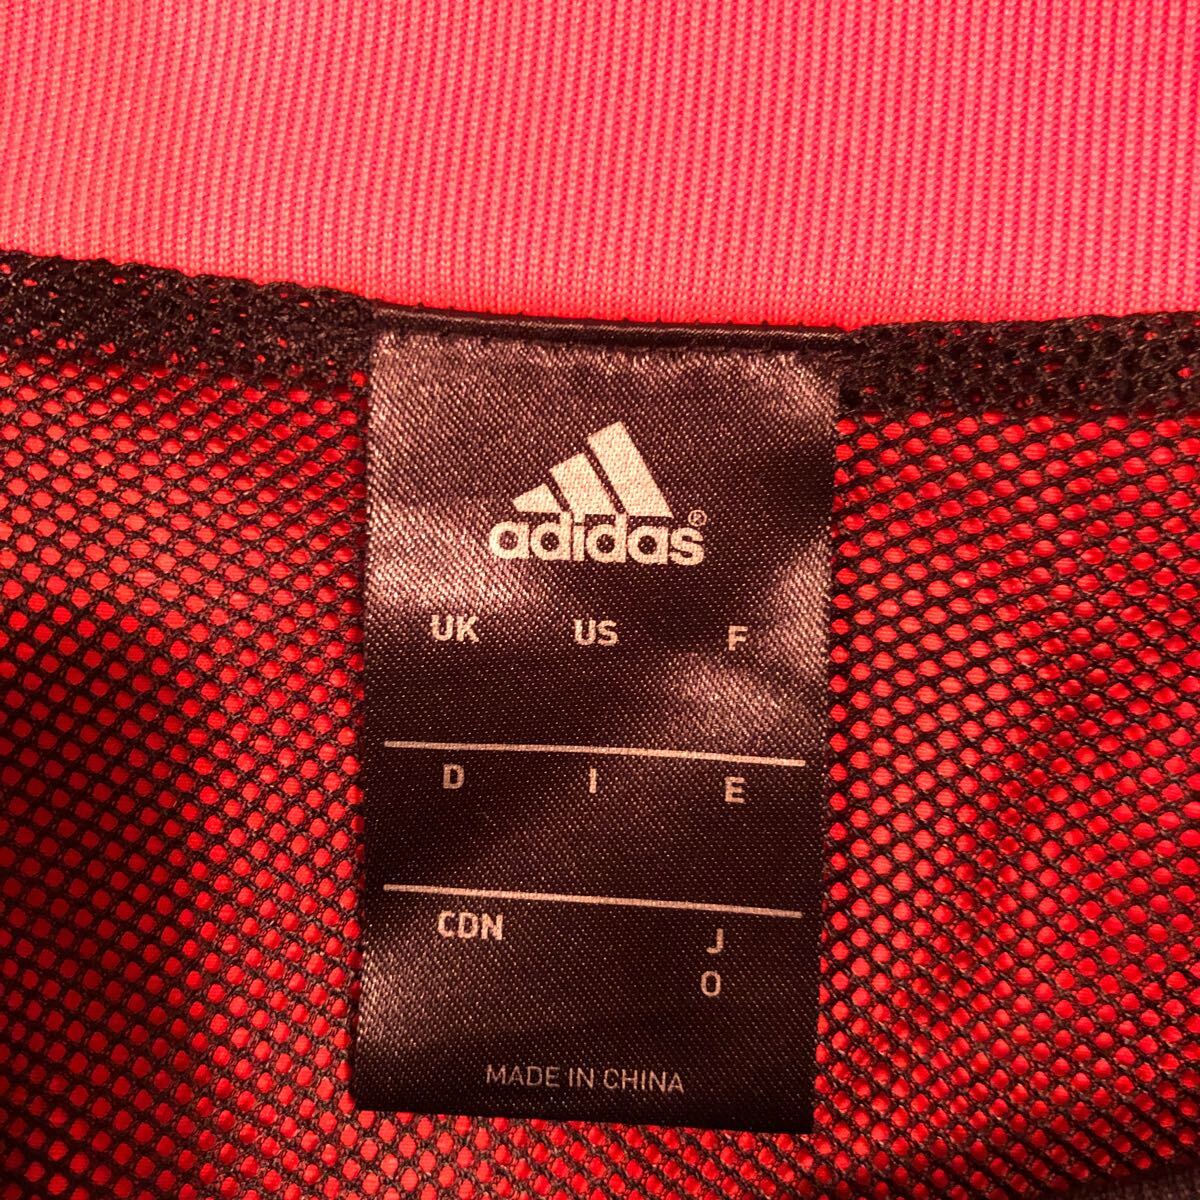 adidas®
UK US F
D I E
CDN J
O
MADE IN CHINA